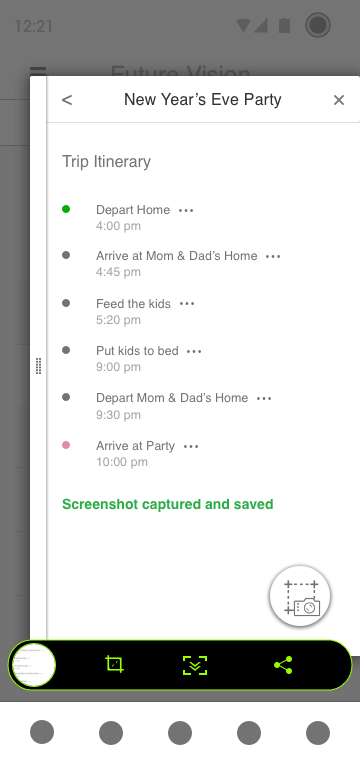 12:21
Future Vision
New Year’s Eve Party
Trip Itinerary
Depart Home
4:00 pm
Arrive at Mom & Dad’s Home
4:45 pm
Feed the kids
5:20 pm
Put kids to bed
9:00 pm
Depart Mom & Dad’s Home
9:30 pm
Arrive at Party
10:00 pm
Screenshot captured and saved